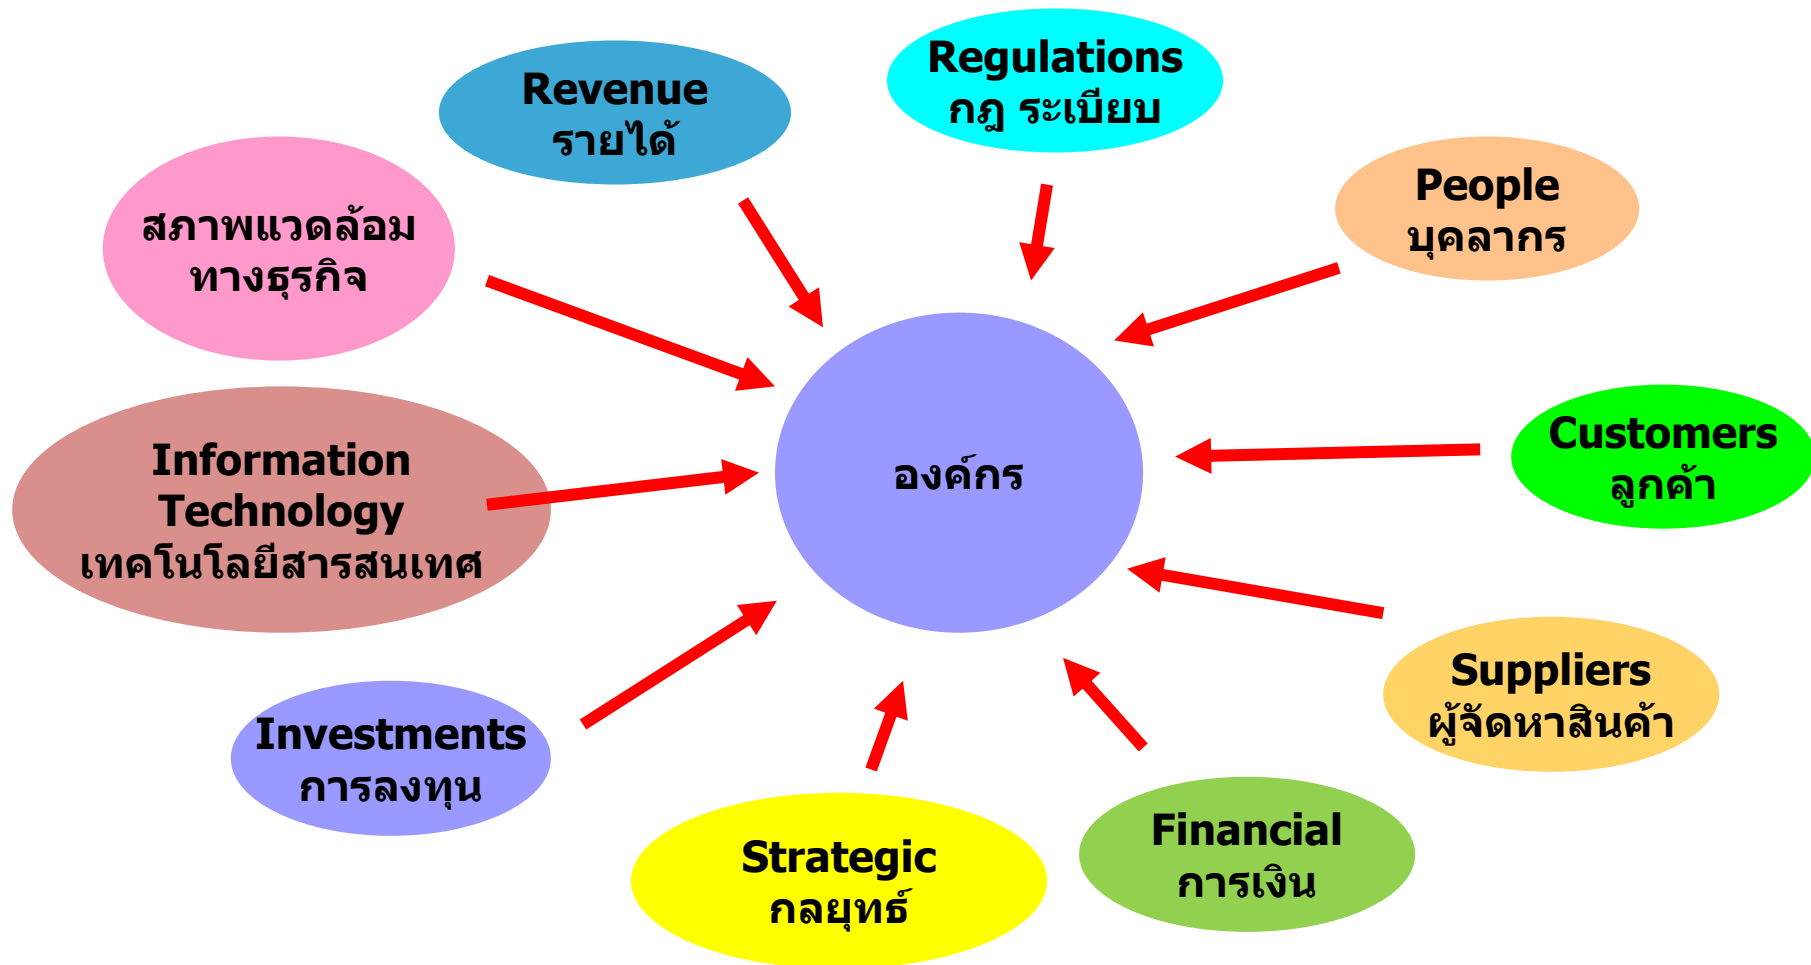 Revenue
รายได้
Regulations
กฎ ระเบียบ
People
บุคลากร
สภาพแวดล้อม
ทางธุรกิจ
Information
Technology
เทคโนโลยีสารสนเทศ
องค์กร
Customers
ลูกค้า
Suppliers
ผู้จัดหาสินค้า
Investments
การลงทุน
Strategic
กลยุทธ์
Financial
การเงิน